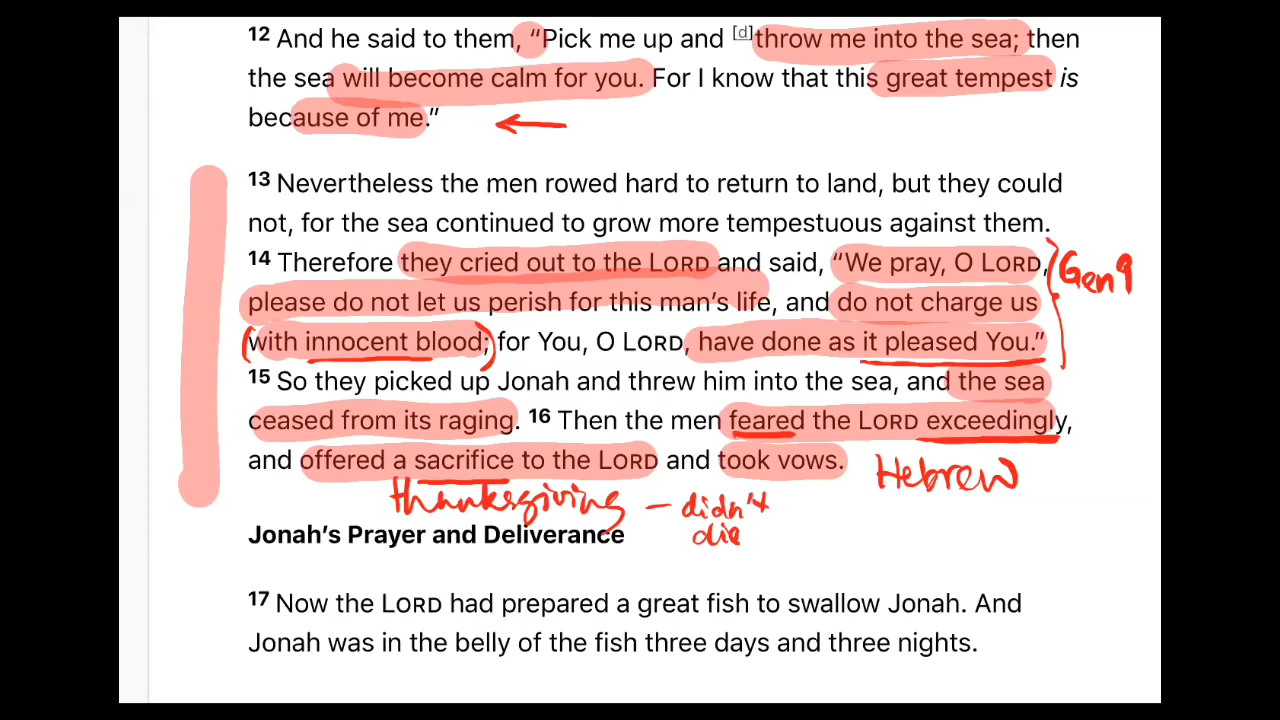 12 And he said to them, “Pick me up and [d]throw me into the sea; then
the sea will become calm for you. For I know that this great tempest is
because of me.”
13 Nevertheless the men rowed hard to return to land, but they could
not, for the sea continued to grow more tempestuous against them.
14 Therefore they cried out to the LORD and said, “We pray, O LORD,
Gen 9
please do not let us perish for this man’s life, and do not charge us
with innocent blood; for You, O LORD, have done as it pleased You.”
15 So they picked up Jonah and threw him into the sea, and the sea
ceased from its raging. 16 Then the men feared the LORD exceedingly,
and offered a sacrifice to the LORD and took vows.
Hebrew
thanksgiving – didn't
die
Jonah’s Prayer and Deliverance
17 Now the LORD had prepared a great fish to swallow Jonah. And
Jonah was in the belly of the fish three days and three nights.